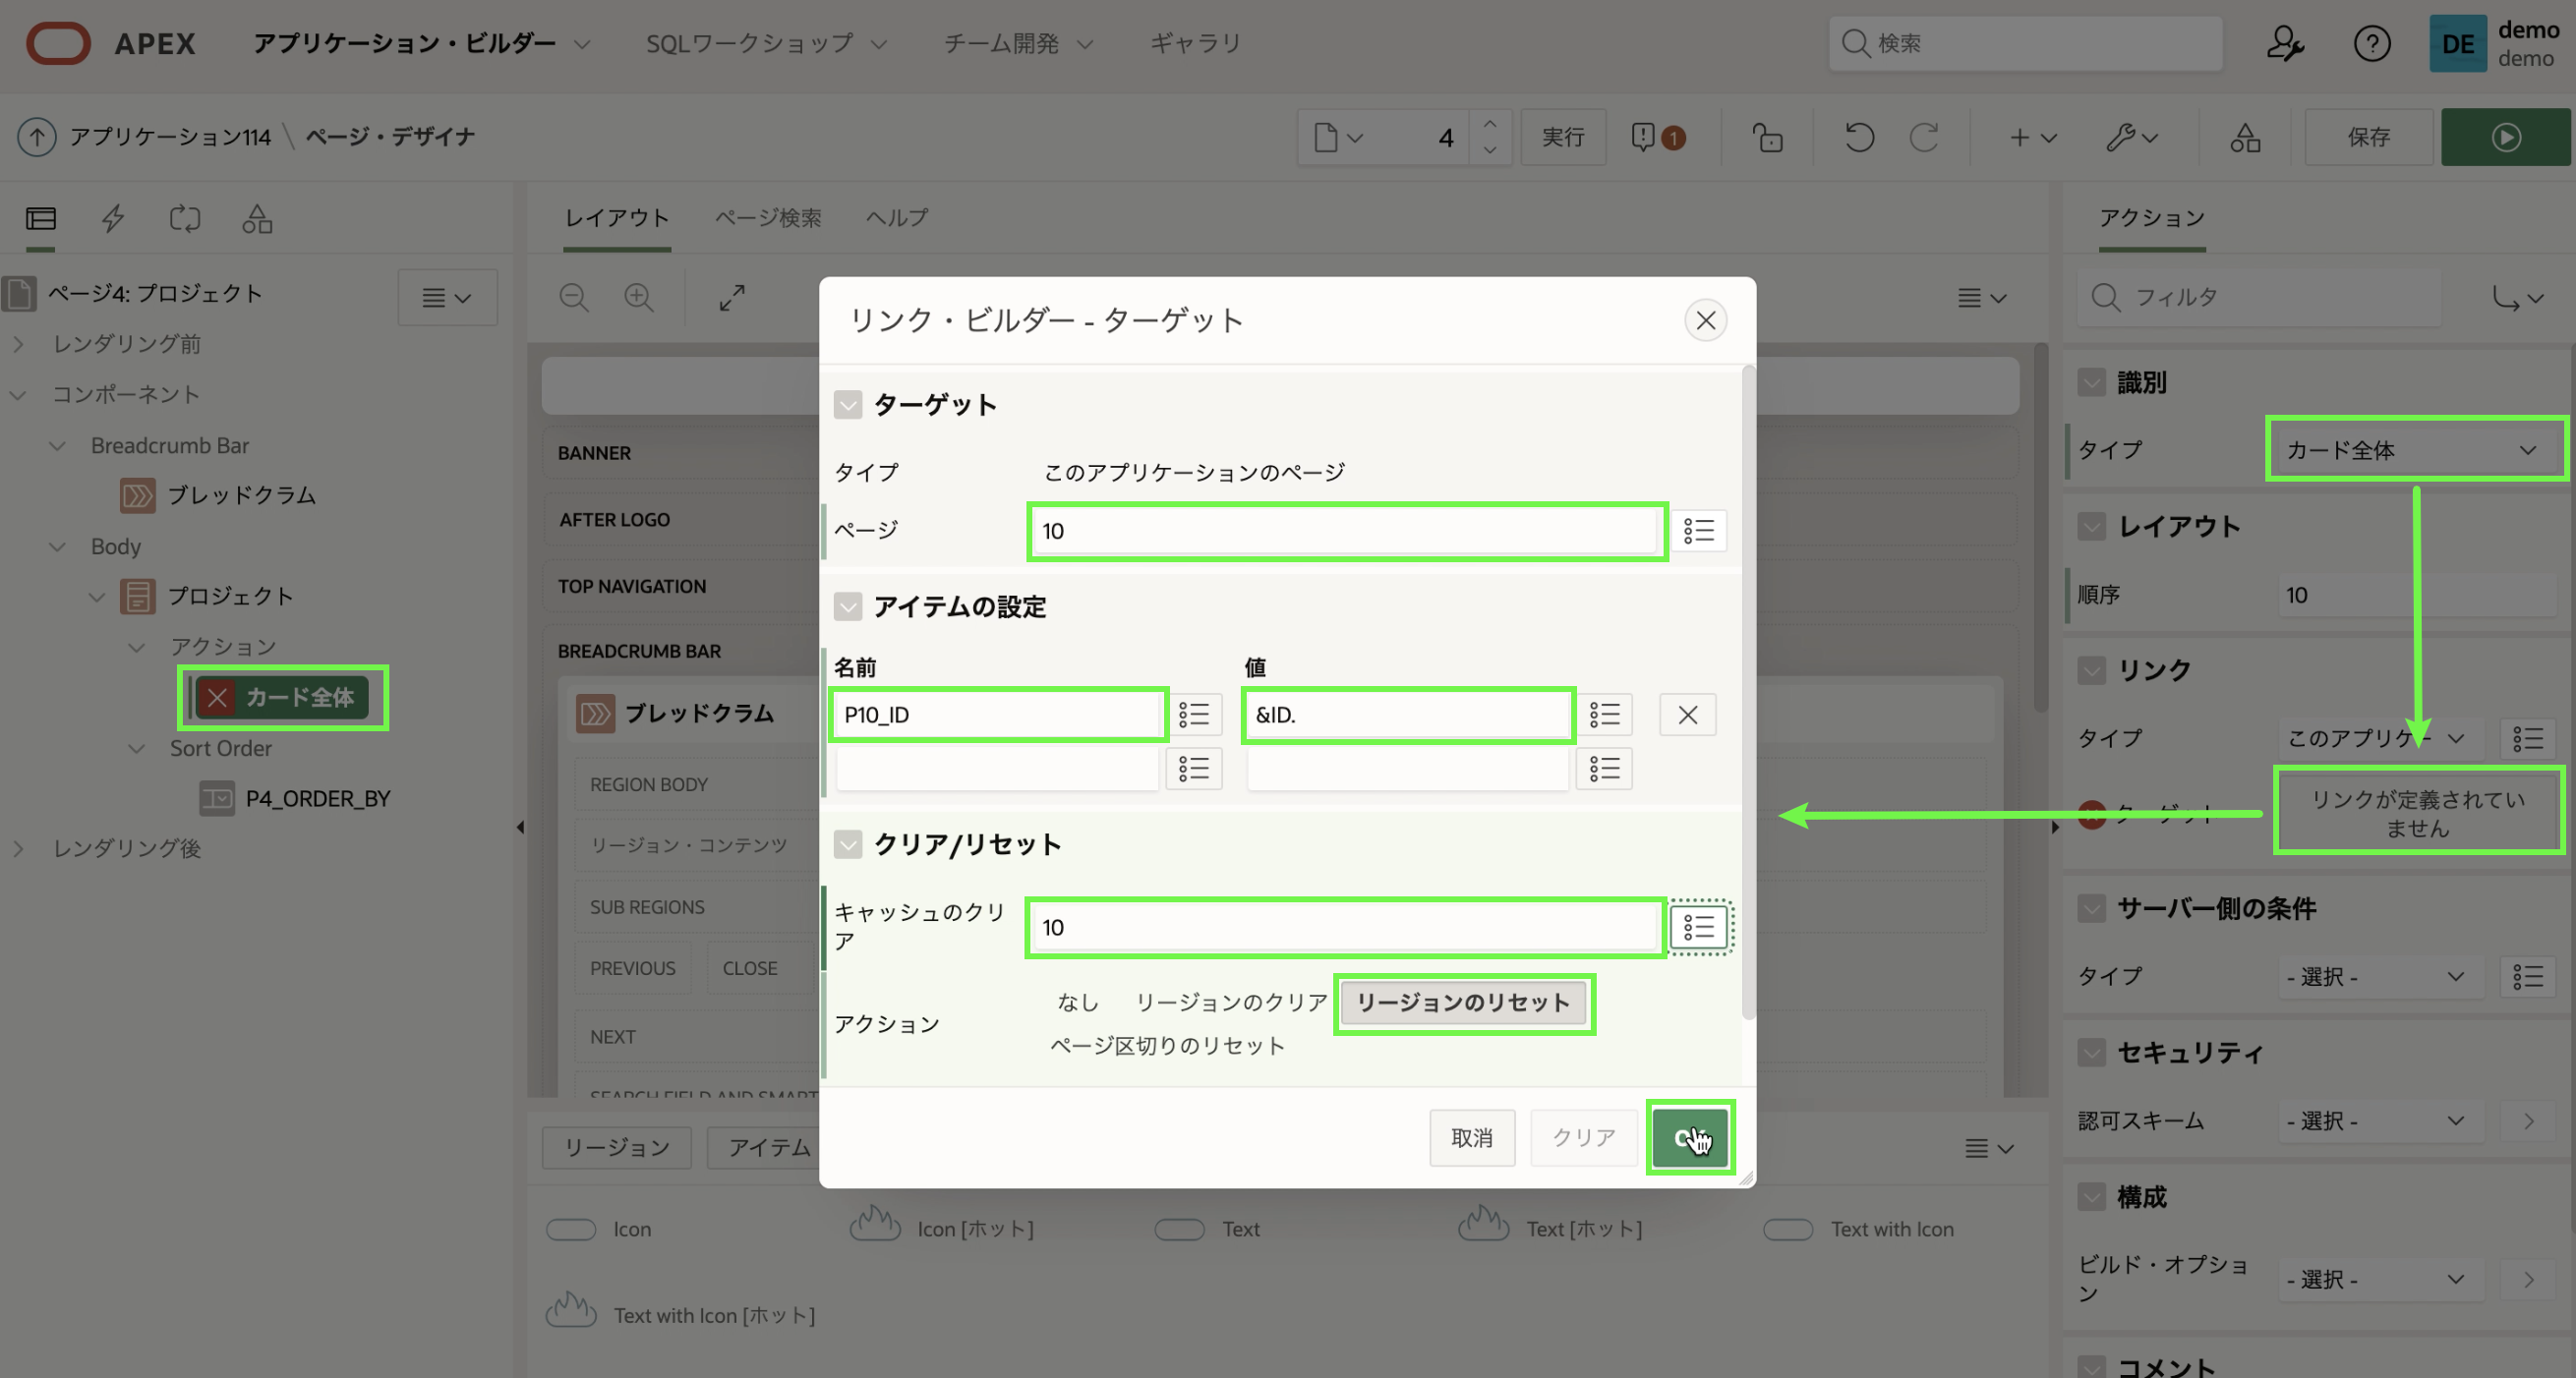 APEX
アプリケーション・ビルダー
SQLワークショップ
チーム開発
ギャラリ
検索
DE
demo
demo
アプリケーション114
ページ・デザイナ
4
実行
1
保存
レイアウト
ページ検索
ヘルプ
アクション
ページ4: プロジェクト
レンダリング前
コンポーネント
Breadcrumb Bar
ブレッドクラム
Body
プロジェクト
アクション
カード全体
Sort Order
P4_ORDER_BY
レンダリング後
BANNER
AFTER LOGO
TOP NAVIGATION
BREADCRUMB BAR
ブレッドクラム
REGION BODY
リージョン・コンテンツ
SUB REGIONS
PREVIOUS
CLOSE
NEXT
SEARCH FIELD AND SMART
リージョン
アイテム
Icon
Icon [ホット]
Text
Text [ホット]
Text with Icon
Text with Icon [ホット]
リンク・ビルダー - ターゲット
ターゲット
タイプ
このアプリケーションのページ
ページ
10
アイテムの設定
名前
値
P10_ID
&ID.
クリア/リセット
キャッシュのクリ
ア
10
アクション
なし
リージョンのクリア
リージョンのリセット
ページ区切りのリセット
取消
クリア
フィルタ
識別
タイプ
カード全体
レイアウト
順序
10
リンク
タイプ
このアプリケー
ターゲット
リンクが定義されてい
ません
サーバー側の条件
タイプ
- 選択 -
セキュリティ
認可スキーム
- 選択 -
構成
ビルド・オプショ
ン
- 選択 -
コメント